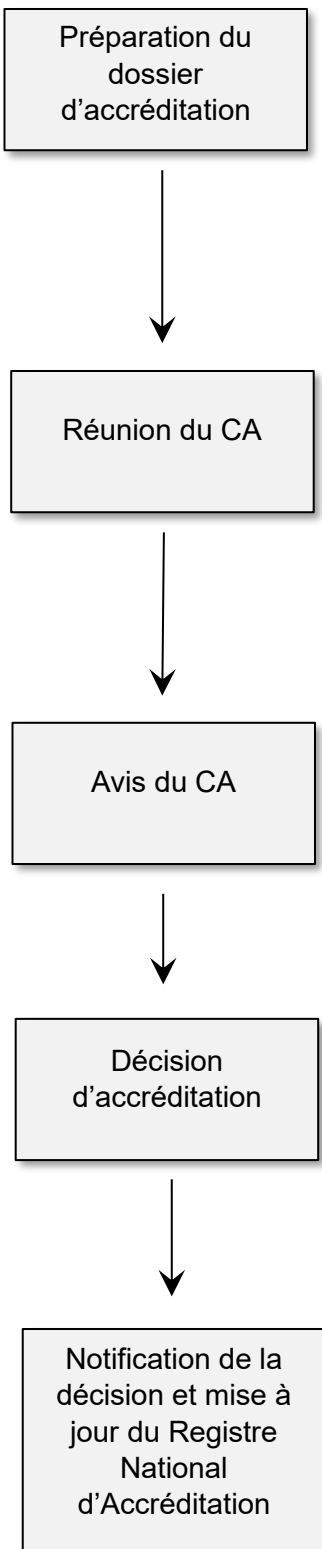 Préparation du
dossier
d’accréditation
Réunion du CA
Avis du CA
Décision
d’accréditation
Notification de la
décision et mise à
jour du Registre
National
d’Accréditation